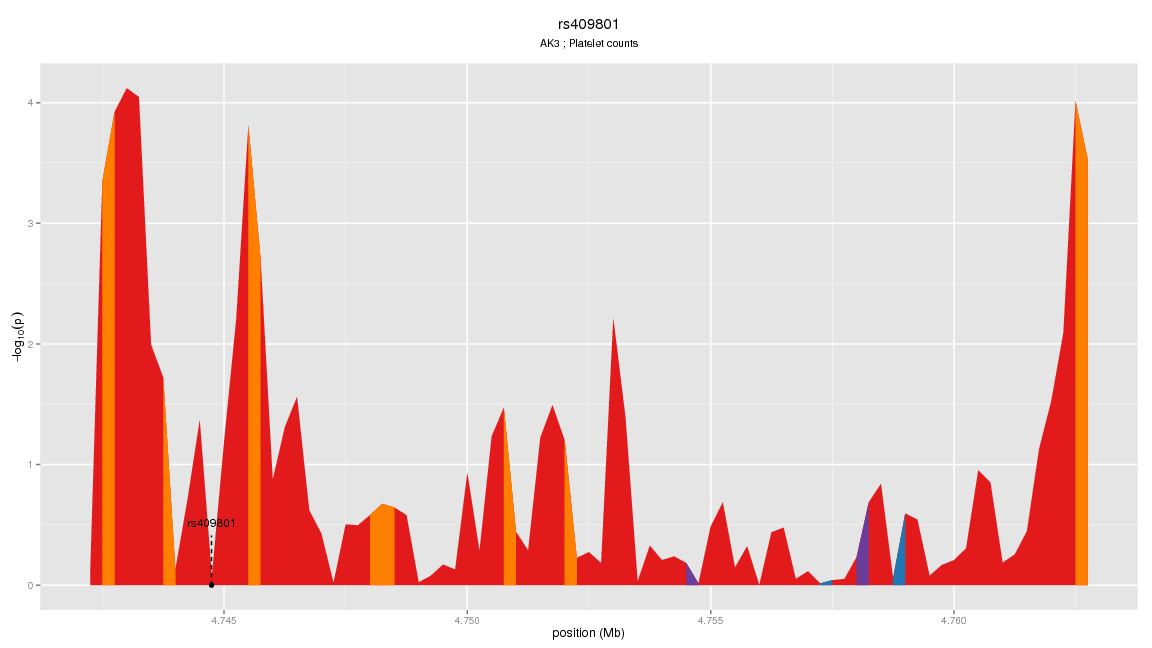 rs409801
AK3 ; Platelet counts
−log10(p)
4
3
2
1
0
rs409801
4.745
4.750
4.755
4.760
position (Mb)